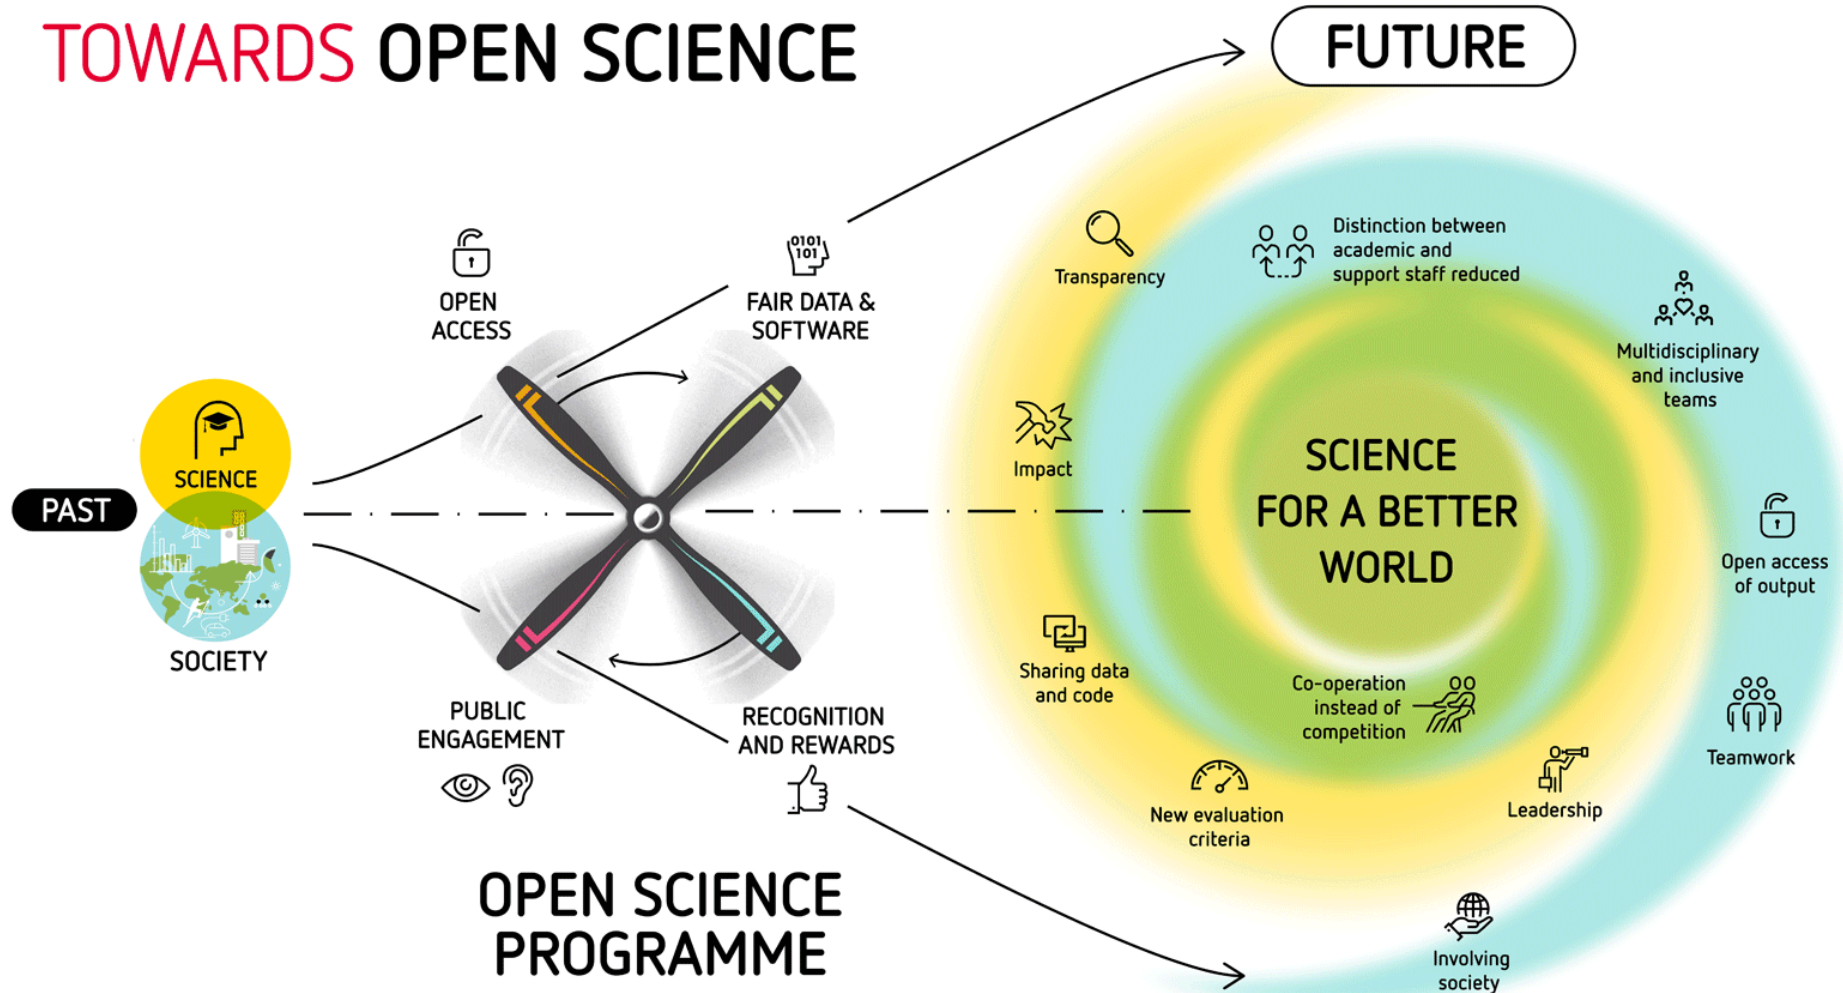 TOWARDS OPEN SCIENCE
FUTURE
OPEN
ACCESS
0101
101
FAIR DATA &
SOFTWARE
PAST
SCIENCE
SOCIETY
PUBLIC
ENGAGEMENT
RECOGNITION
AND REWARDS
OPEN SCIENCE
PROGRAMME
Transparency
Distinction between
academic and
support staff reduced
Multidisciplinary
and inclusive
teams
Impact
SCIENCE
FOR A BETTER
WORLD
Open access
of output
Sharing data
and code
Co-operation
instead of
competition
Teamwork
New evaluation
criteria
Leadership
Involving
society